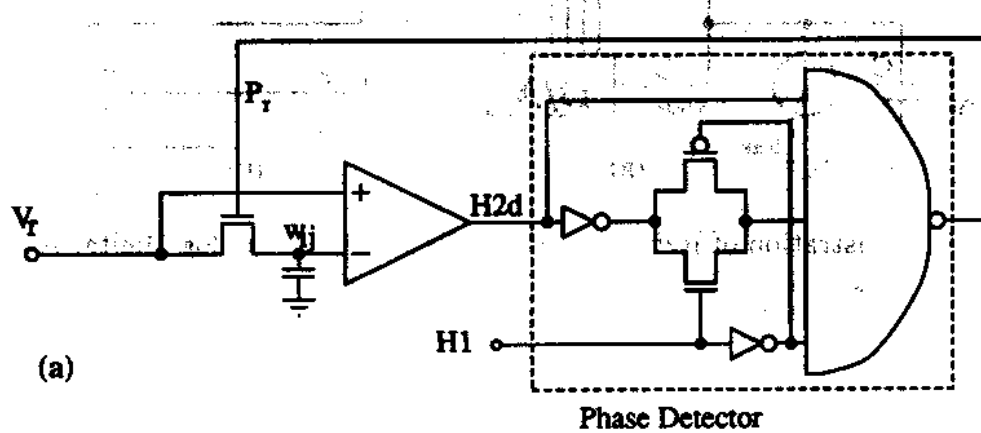 Pr
Vr
+
wij
−
H2d
H1
(a)
Phase Detector